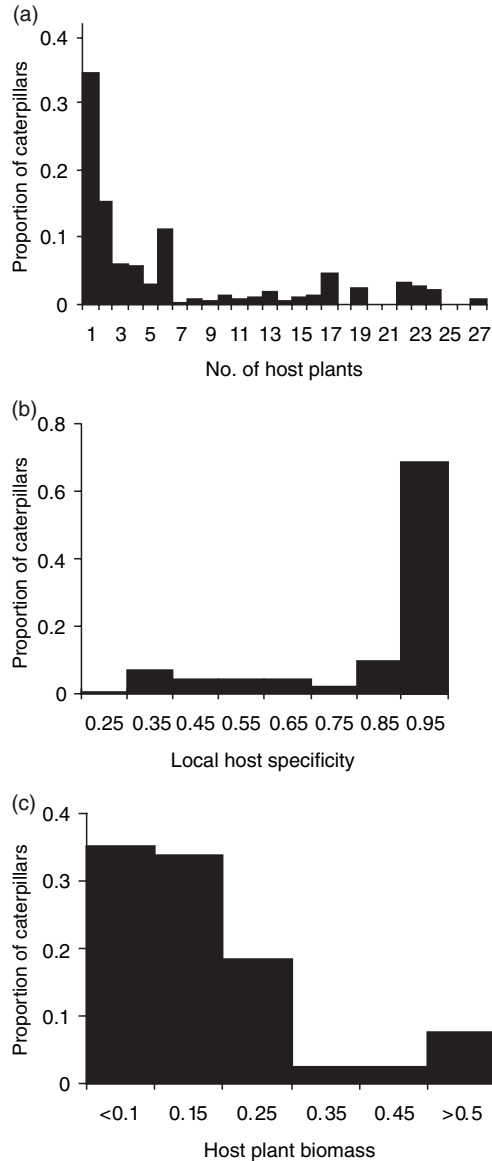 (a)
0.4
0.3
0.2
0.1
0
Proportion of caterpillars
1 3 5 7 9 11 13 15 17 19 21 23 25 27
No. of host plants
(b)
0.8
0.6
0.4
0.2
0
Proportion of caterpillars
0.25 0.35 0.45 0.55 0.65 0.75 0.85 0.95
Local host specificity
(c)
0.4
0.3
0.2
0.1
0
Proportion of caterpillars
<0.1 0.15 0.25 0.35 0.45 >0.5
Host plant biomass